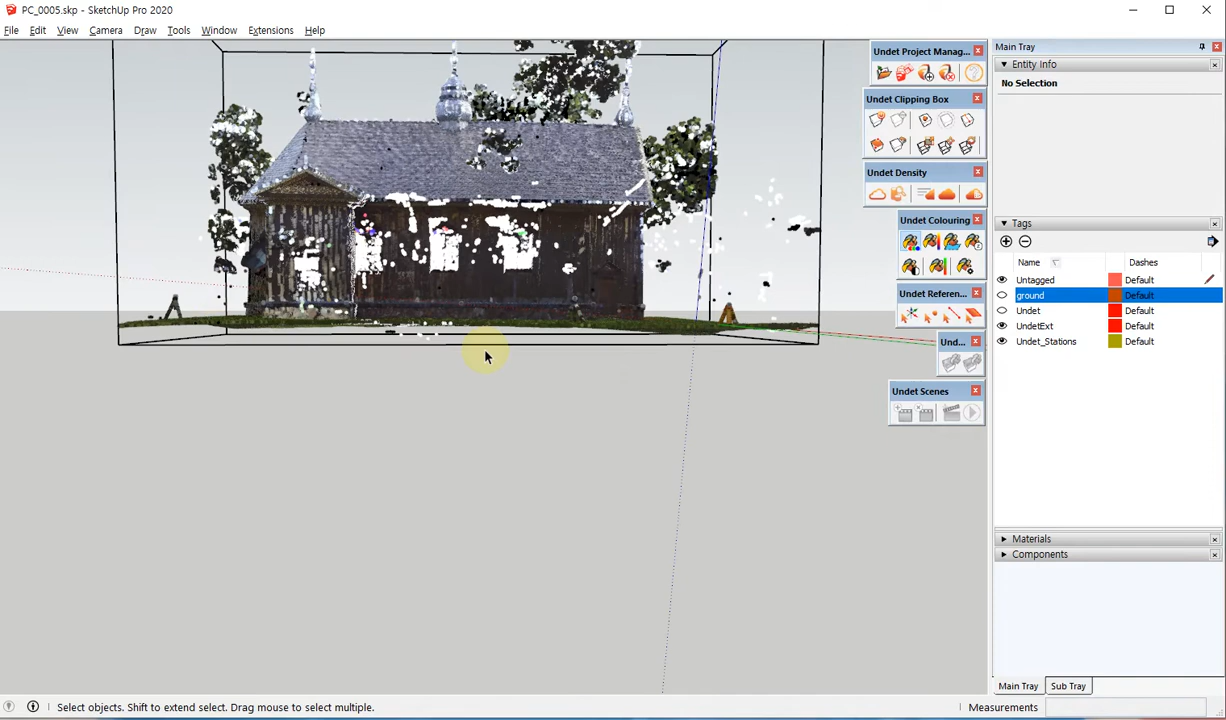 PC_0005.skp - SketchUp Pro 2020
File Edit View Camera Draw Tools Window Extensions Help
Undet Project Manag...
Undet Clipping Box
Undet Density
Undet Colouring
Undet Referen...
Und...
Undet Scenes
Main Tray
Entity Info
No Selection
Tags
Name Dashes
Untagged Default
ground Default
Undet Default
UndetExt Default
Undet_Stations Default
Materials
Components
Main Tray Sub Tray
Select objects. Shift to extend select. Drag mouse to select multiple.
Measurements